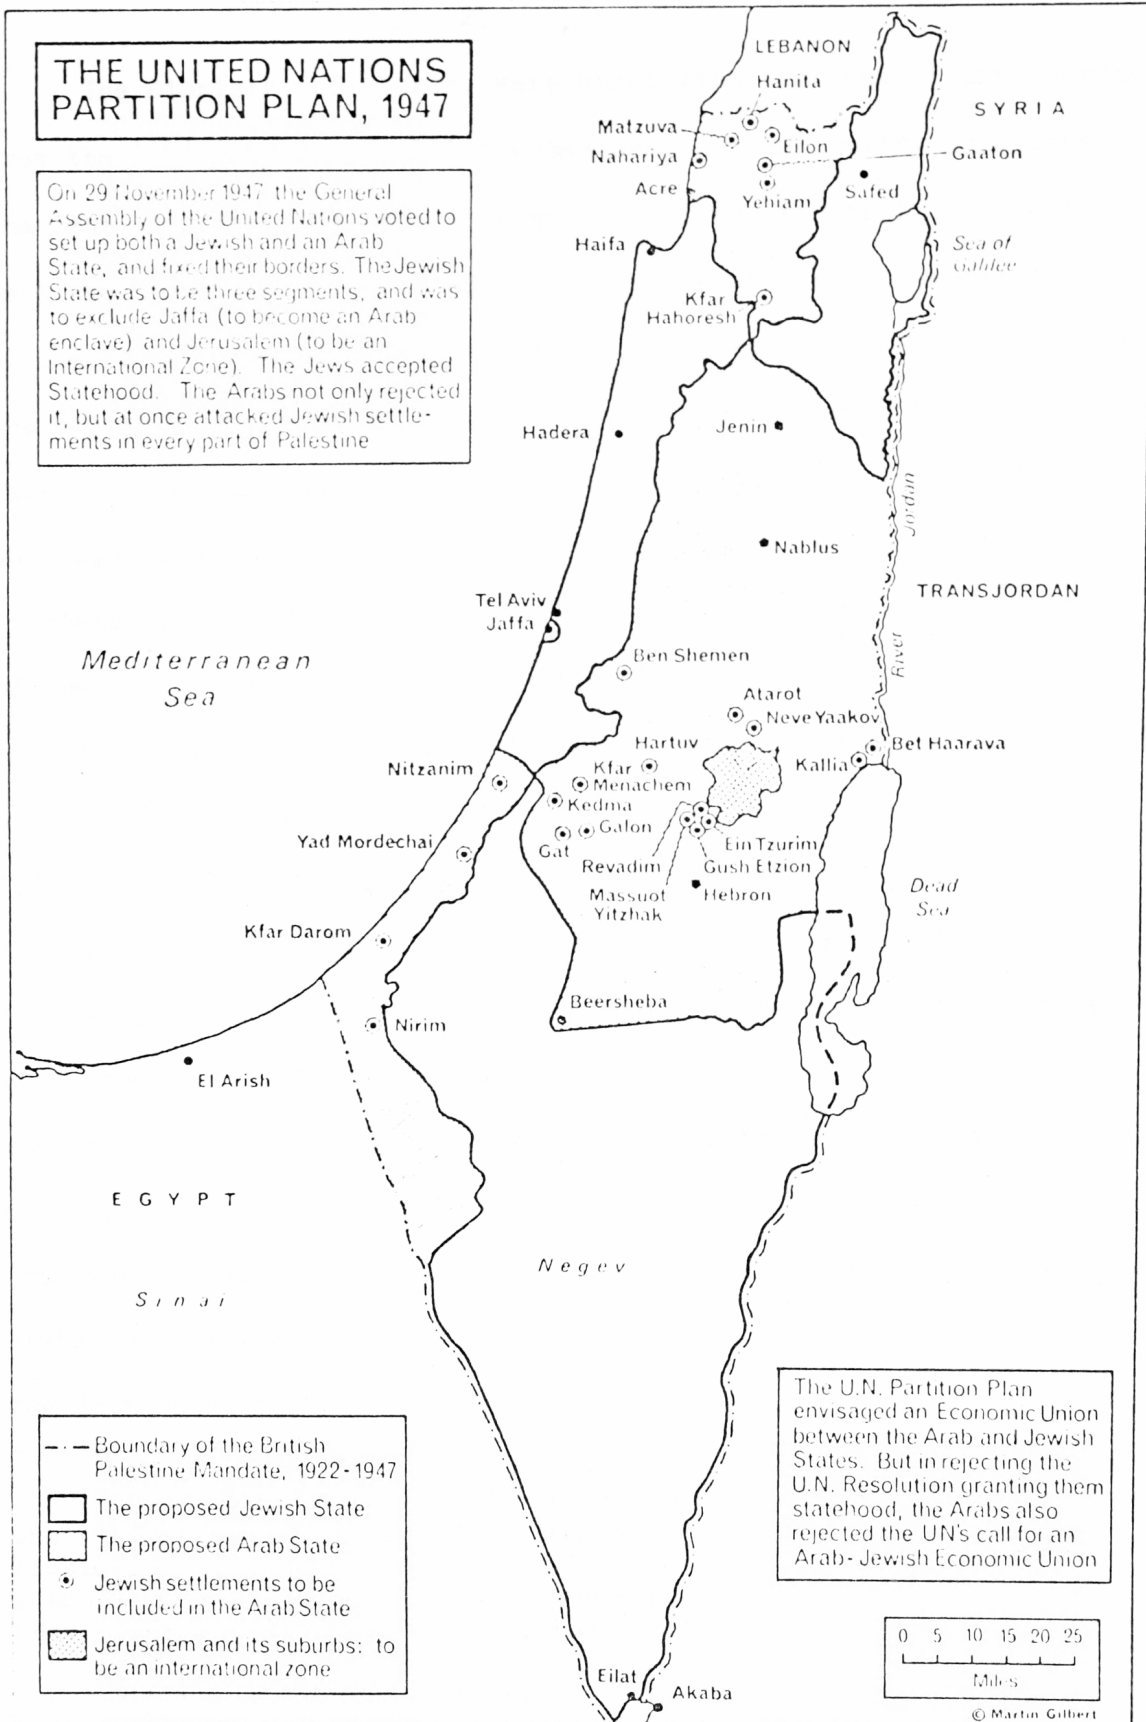 THE UNITED NATIONS
PARTITION PLAN, 1947
On 29 November 1947 the General
Assembly of the United Nations voted to
set up both a Jewish and an Arab
State, and fixed their borders. The Jewish
State was to be three segments, and was
to exclude Jaffa (to become an Arab
enclave) and Jerusalem (to be an
International Zone). The Jews accepted
Statehood. The Arabs not only rejected
it, but at once attacked Jewish settle-
ments in every part of Palestine
LEBANON
Hanita
SYRIA
Matzuva
Eilon
Nahariya
Gaaton
Acre
Yehiam
Safed
Haifa
Sea of
Galilee
Kfar
Hahoresh
Hadera
Jenin
Jordan
Nablus
TRANSJORDAN
Tel Aviv
Jaffa
River
Mediterranean
Sea
Ben Shemen
Atarot
Neve Yaakov
Hartuv
Bet Haarava
Kallia
Nitzanim
Kfar
Menachem
Kedma
Galon
Gat
Yad Mordechai
Ein Tzurim
Revadim
Gush Etzion
Massuot
Yitzhak
Hebron
Dead
Sea
Kfar Darom
Beersheba
Nirim
El Arish
EGYPT
Negev
Sinai
The U.N. Partition Plan
envisaged an Economic Union
between the Arab and Jewish
States. But in rejecting the
U.N. Resolution granting them
statehood, the Arabs also
rejected the UN's call for an
Arab-Jewish Economic Union
Boundary of the British
Palestine Mandate, 1922-1947
The proposed Jewish State
The proposed Arab State
Jewish settlements to be
included in the Arab State
Jerusalem and its suburbs: to
be an international zone
Eilat
Akaba
0 5 10 15 20 25
Miles
© Martin Gilbert